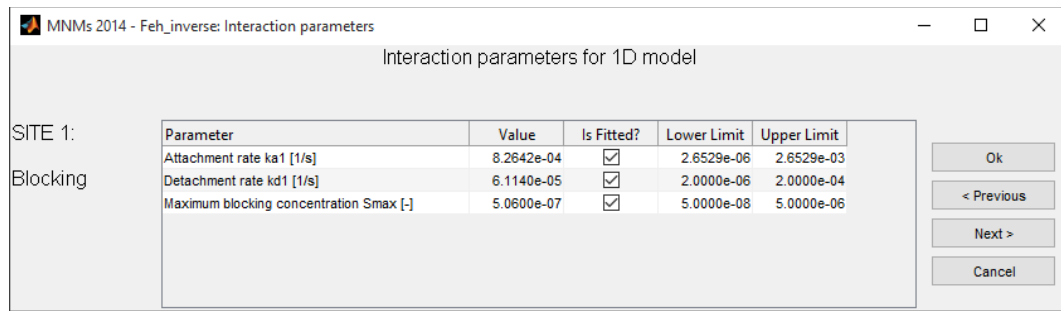 MNMs 2014 - Feh_inverse: Interaction parameters
Interaction parameters for 1D model
SITE 1:
Blocking
Parameter Value Is Fitted? Lower Limit Upper Limit
Attachment rate ka1 [1/s] 8.2642e-04 2.6529e-06 2.6529e-03
Detachment rate kd1 [1/s] 6.1140e-05 2.0000e-06 2.0000e-04
Maximum blocking concentration Smax [-] 5.0600e-07 5.0000e-08 5.0000e-06
Ok
< Previous
Next >
Cancel